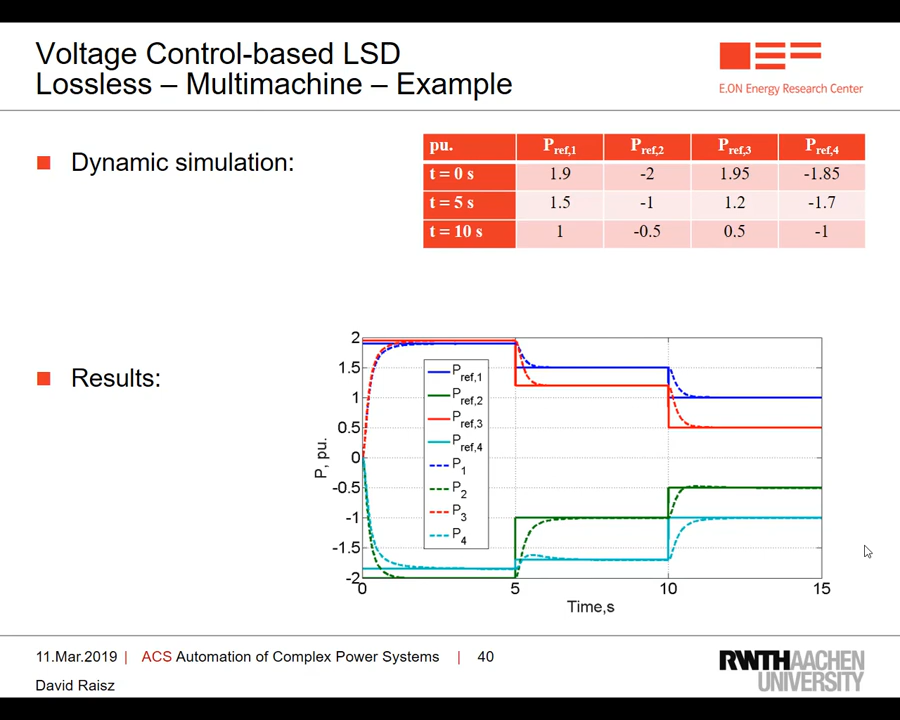 Voltage Control-based LSD
Lossless – Multimachine – Example
E.ON Energy Research Center
Dynamic simulation:
pu. Pref,1 Pref,2 Pref,3 Pref,4
t = 0 s 1.9 -2 1.95 -1.85
t = 5 s 1.5 -1 1.2 -1.7
t = 10 s 1 -0.5 0.5 -1
Results:
P, pu.
2
1.5
1
0.5
0
-0.5
-1
-1.5
-2
Pref,1
Pref,2
Pref,3
Pref,4
P1
P2
P3
P4
0 5 10 15
Time,s
11.Mar.2019 | ACS Automation of Complex Power Systems | 40
David Raisz
RWTH AACHEN
UNIVERSITY